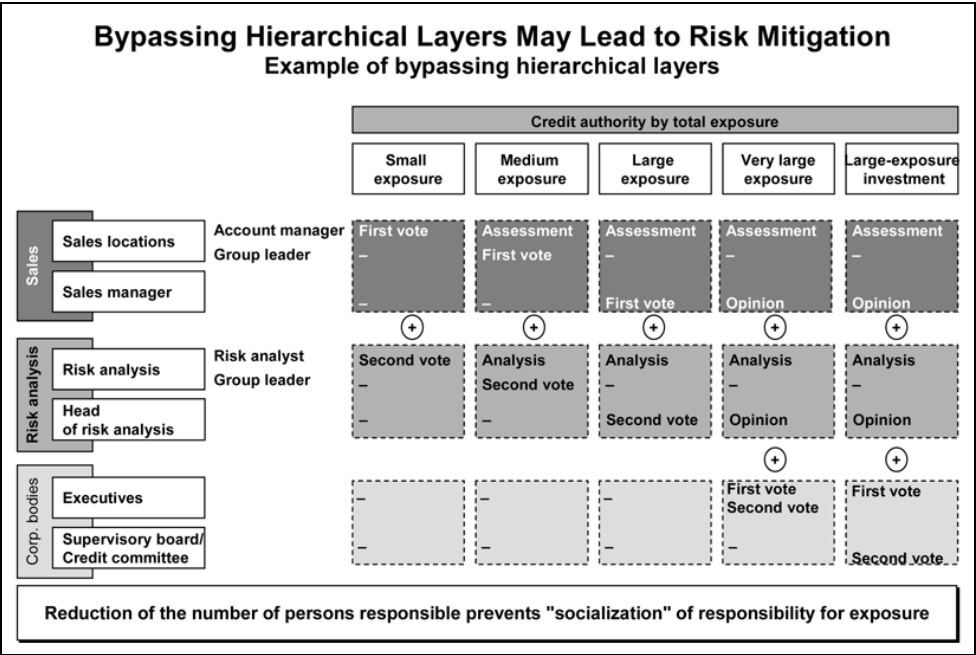 Bypassing Hierarchical Layers May Lead to Risk Mitigation
Example of bypassing hierarchical layers
Credit authority by total exposure
Small
exposure
Medium
exposure
Large
exposure
Very large
exposure
Large-exposure
investment
Sales
Sales locations
Sales manager
Account manager
Group leader
First vote
–
–
Assessment
First vote
–
Assessment
–
First vote
Assessment
–
Opinion
Assessment
–
Opinion
+
+
+
+
+
Risk analysis
Risk analysis
Head
of risk analysis
Risk analyst
Group leader
Second vote
–
–
Analysis
Second vote
–
Analysis
–
Second vote
Analysis
–
Opinion
Analysis
–
Opinion
+
+
Corp. bodies
Executives
Supervisory board/
Credit committee
–
–
–
–
–
–
First vote
Second vote
–
First vote
Second vote
Reduction of the number of persons responsible prevents "socialization" of responsibility for exposure